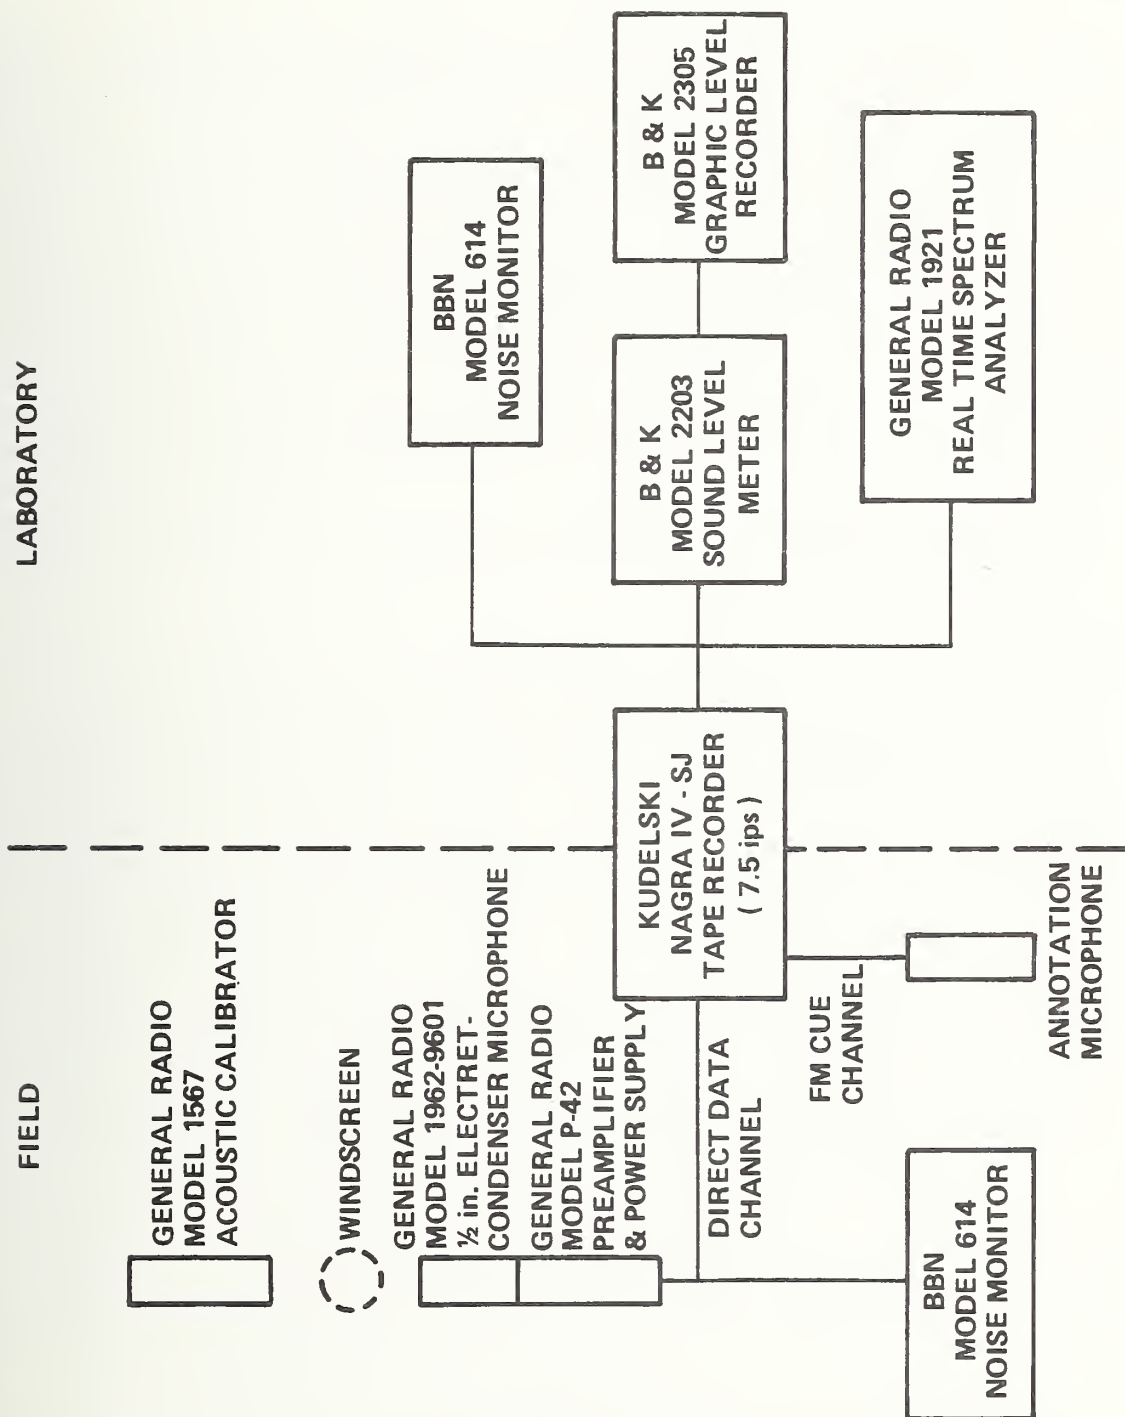 FIELD
LABORATORY
GENERAL RADIO
MODEL 1567
ACOUSTIC CALIBRATOR
WINDSCREEN
GENERAL RADIO
MODEL 1962-9601
½ in. ELECTRET-
CONDENSER MICROPHONE
GENERAL RADIO
MODEL P-42
PREAMPLIFIER
& POWER SUPPLY
DIRECT DATA
CHANNEL
BBN
MODEL 614
NOISE MONITOR
KUDELSKI
NAGRA IV - SJ
TAPE RECORDER
( 7.5 ips )
FM CUE
CHANNEL
ANNOTATION
MICROPHONE
BBN
MODEL 614
NOISE MONITOR
B & K
MODEL 2203
SOUND LEVEL
METER
B & K
MODEL 2305
GRAPHIC LEVEL
RECORDER
GENERAL RADIO
MODEL 1921
REAL TIME SPECTRUM
ANALYZER